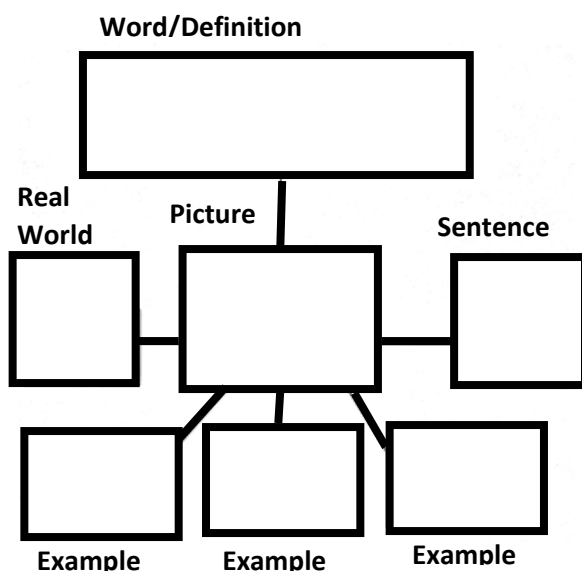 Word/Definition
Real
World
Picture
Sentence
Example
Example
Example